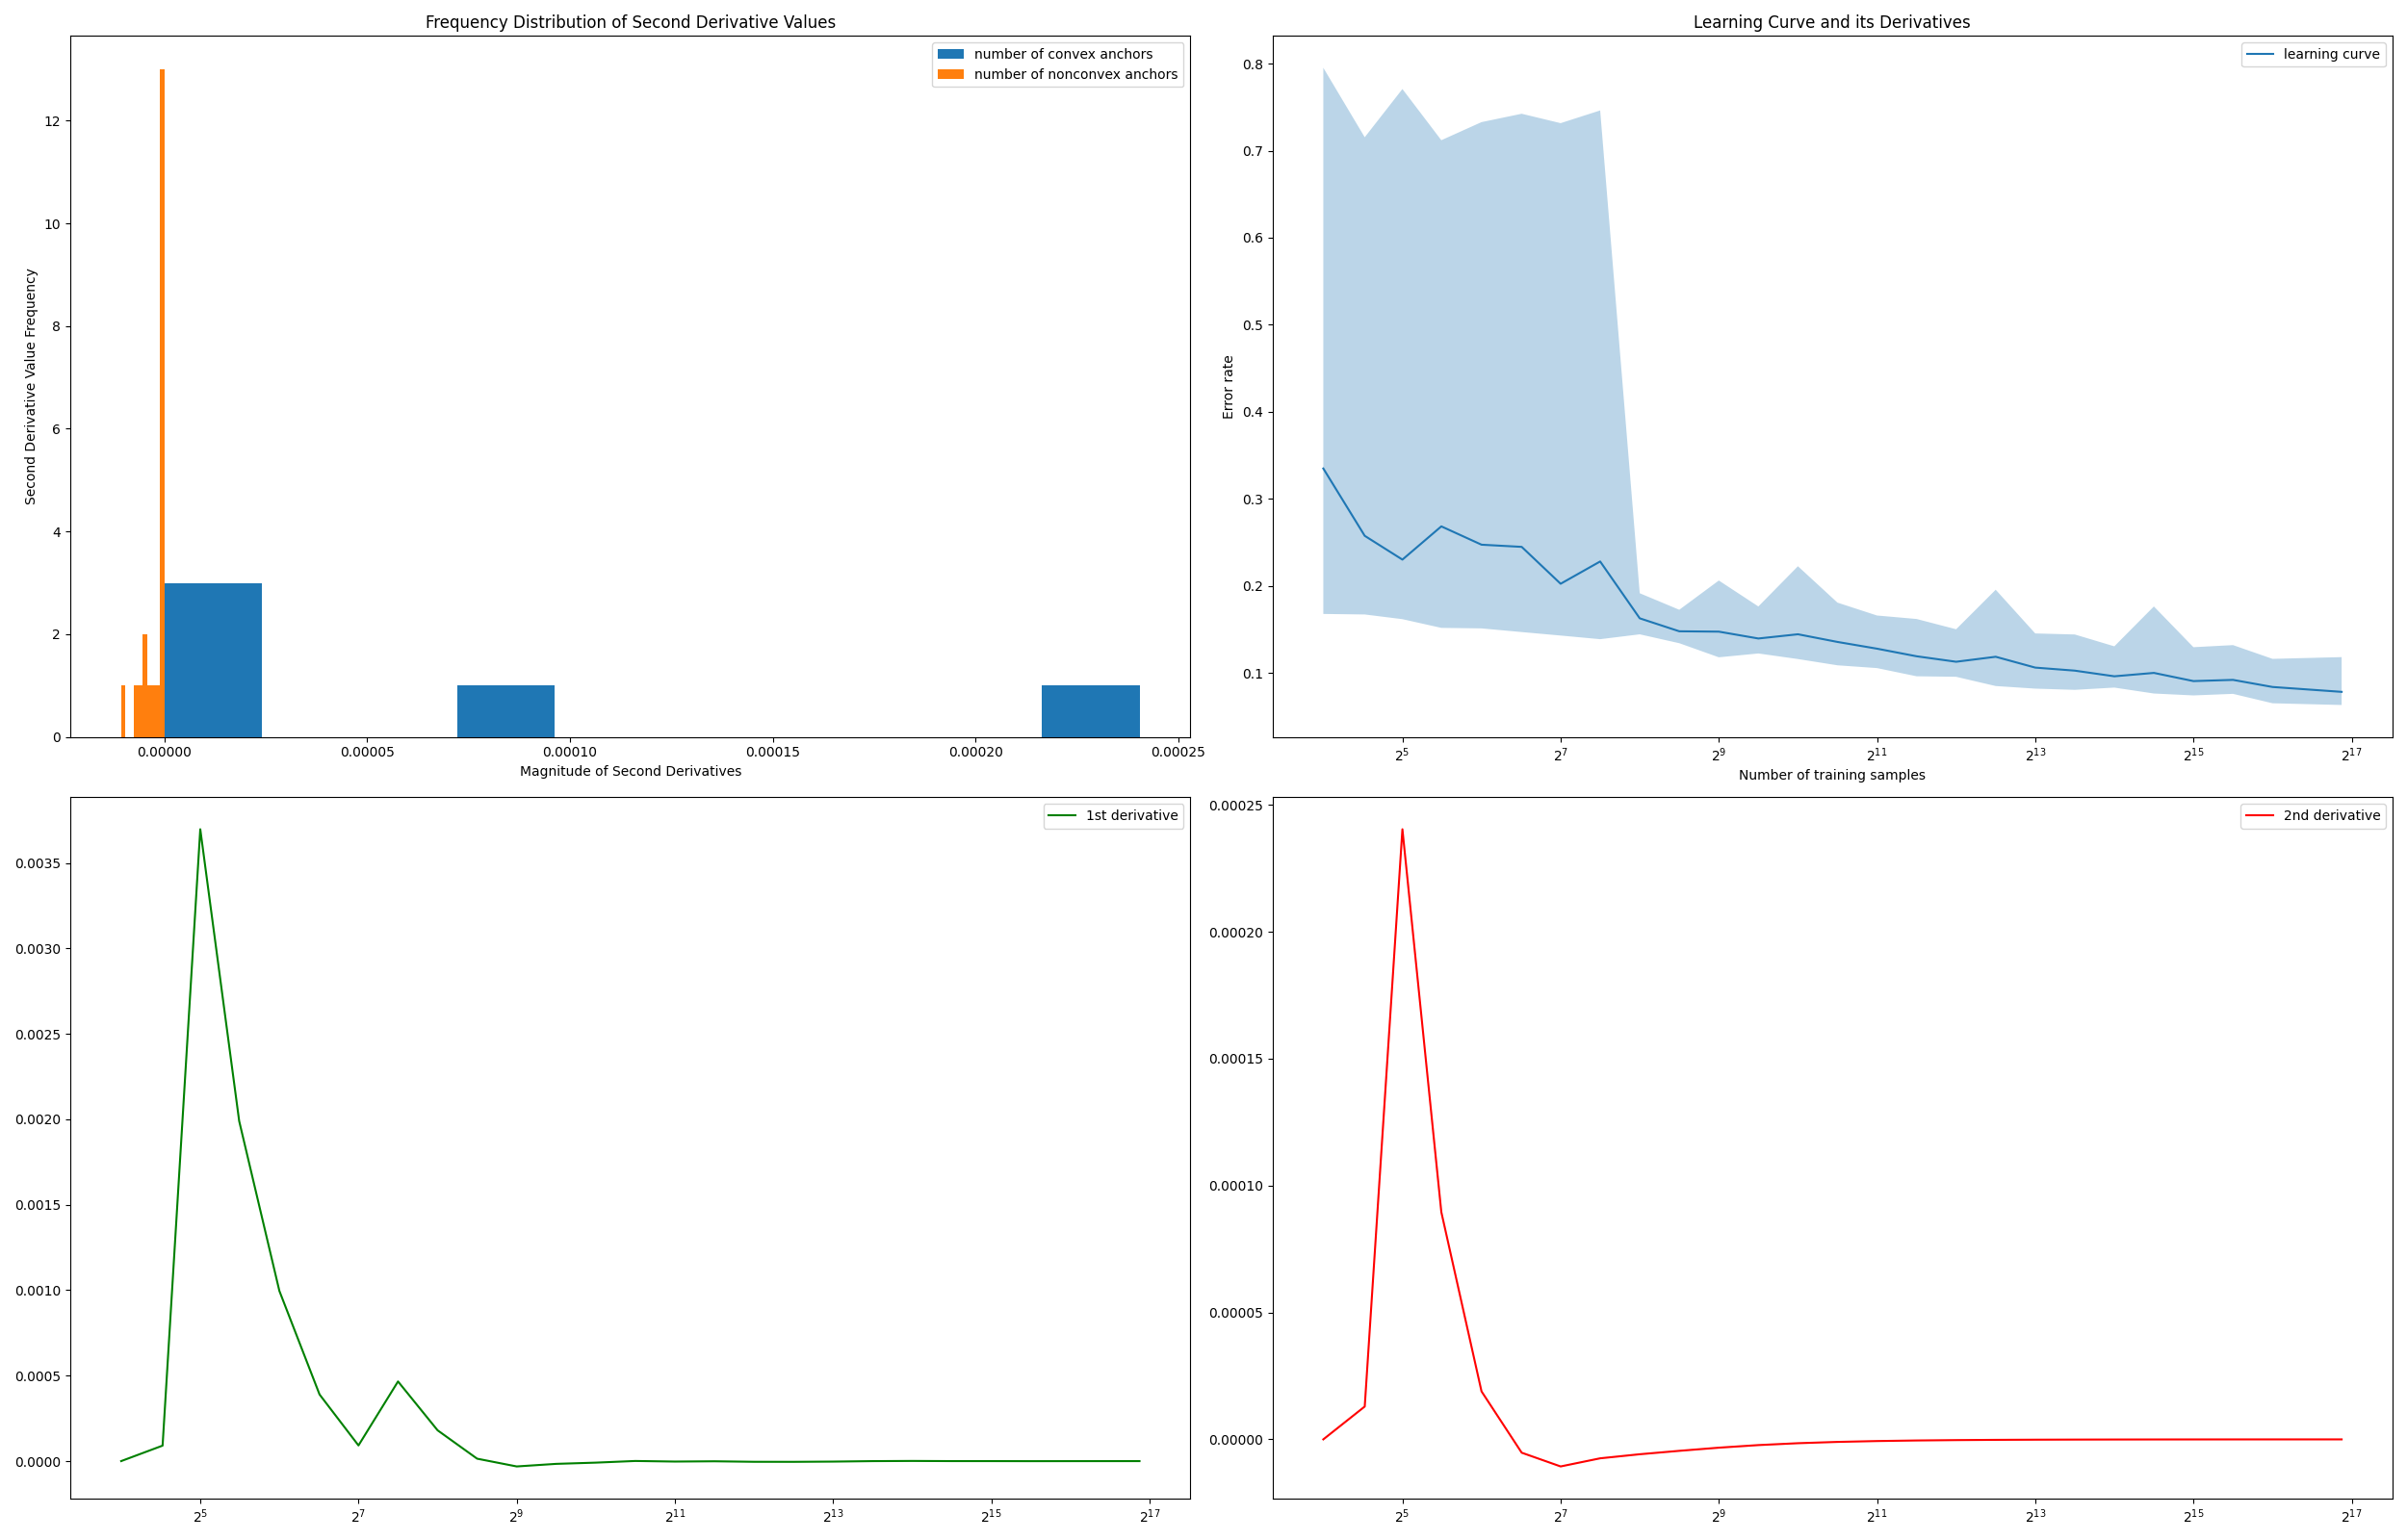 Frequency Distribution of Second Derivative Values
number of convex anchors
number of nonconvex anchors
Second Derivative Value Frequency
12
10
8
6
4
2
0
0.00000 0.00005 0.00010 0.00015 0.00020 0.00025
Magnitude of Second Derivatives
Learning Curve and its Derivatives
learning curve
Error rate
0.8
0.7
0.6
0.5
0.4
0.3
0.2
0.1
2^5 2^7 2^9 2^11 2^13 2^15 2^17
Number of training samples
1st derivative
0.0035
0.0030
0.0025
0.0020
0.0015
0.0010
0.0005
0.0000
2^5 2^7 2^9 2^11 2^13 2^15 2^17
2nd derivative
0.00025
0.00020
0.00015
0.00010
0.00005
0.00000
2^5 2^7 2^9 2^11 2^13 2^15 2^17